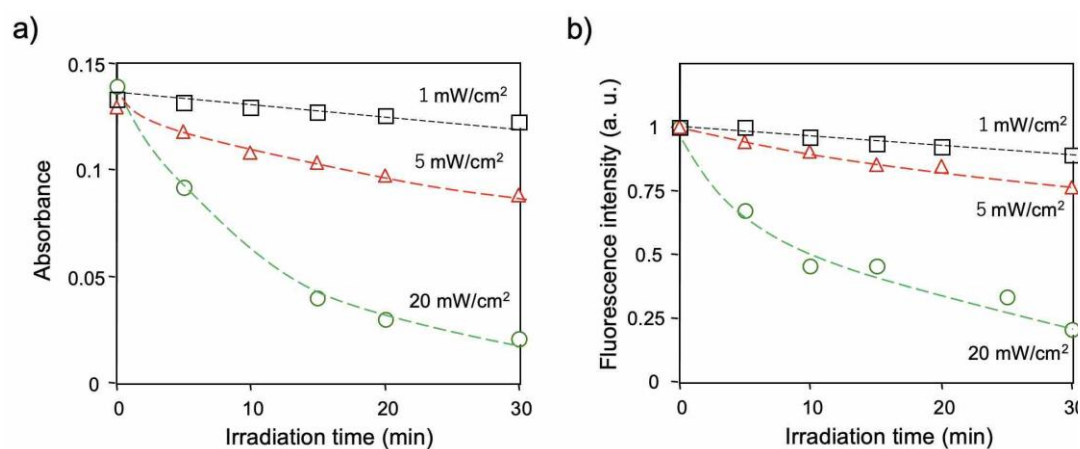 a)
0.15
0.1
0.05
0
Absorbance
1 mW/cm²
5 mW/cm²
20 mW/cm²
0 10 20 30
Irradiation time (min)
b)
1
0.75
0.5
0.25
0
Fluorescence intensity (a. u.)
1 mW/cm²
5 mW/cm²
20 mW/cm²
0 10 20 30
Irradiation time (min)